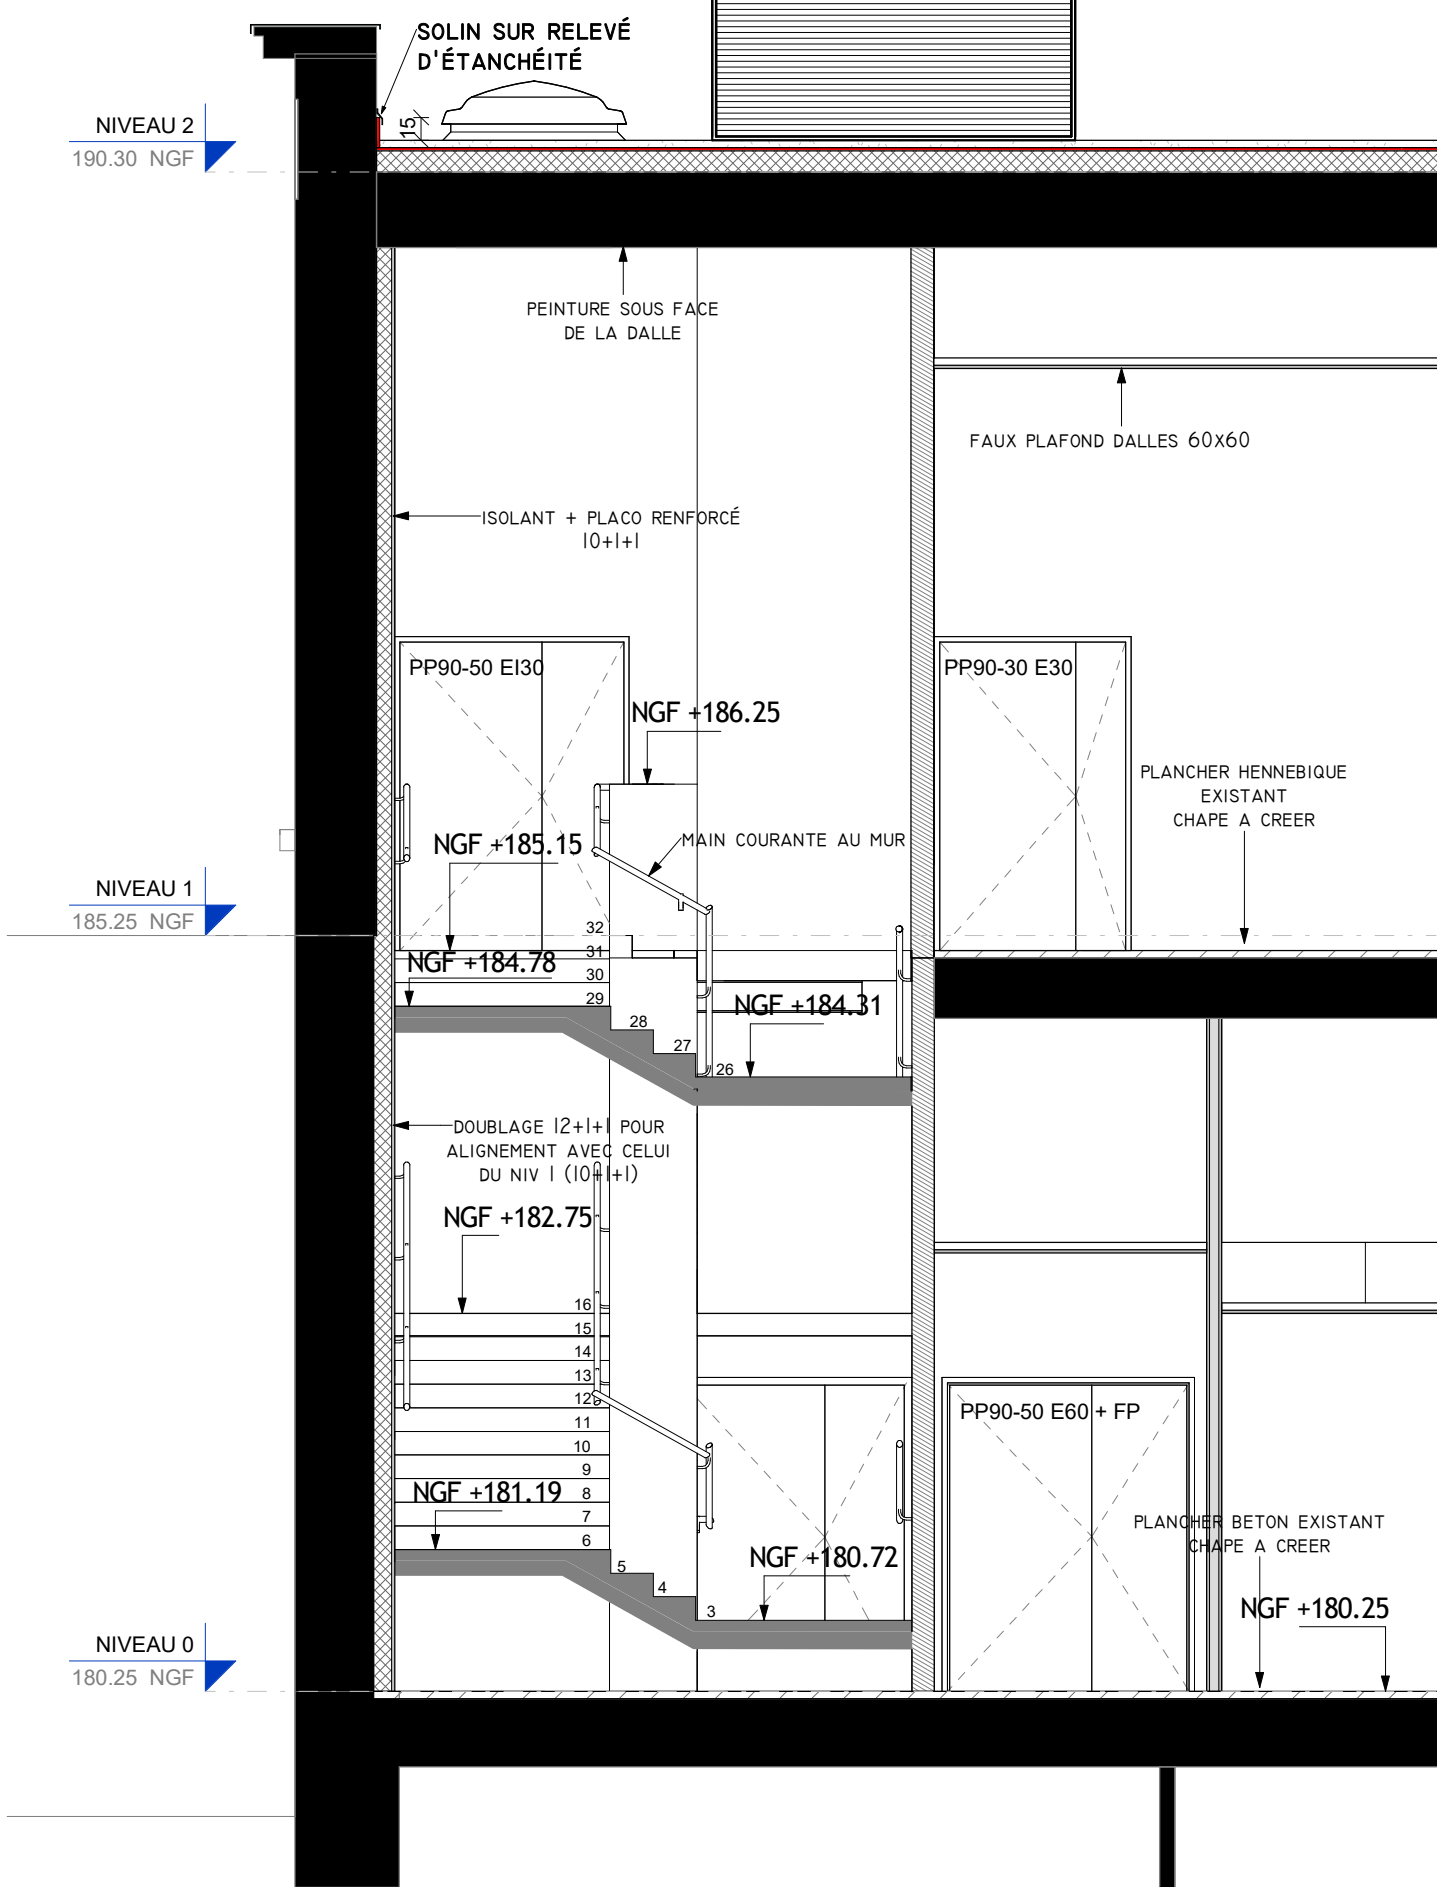 SOLIN SUR RELEVÉ
D'ÉTANCHÉITÉ
15
NIVEAU 2
190.30 NGF
PEINTURE SOUS FACE
DE LA DALLE
FAUX PLAFOND DALLES 60X60
ISOLANT + PLACO RENFORCÉ
10+1+1
PP90-50 EI30
PP90-30 E30
NGF +186.25
PLANCHER HENNEBIQUE
EXISTANT
CHAPE A CREER
NGF +185.15
MAIN COURANTE AU MUR
NIVEAU 1
185.25 NGF
32
31
30
29
28
27
26
NGF +184.78
NGF +184.31
DOUBLAGE 12+1+1 POUR
ALIGNEMENT AVEC CELUI
DU NIV 1 (10+1+1)
NGF +182.75
16
15
14
13
12
11
10
9
8
7
6
5
4
3
PP90-50 E60 + FP
NGF +181.19
PLANCHER BETON EXISTANT
CHAPE A CREER
NGF +180.72
NGF +180.25
NIVEAU 0
180.25 NGF